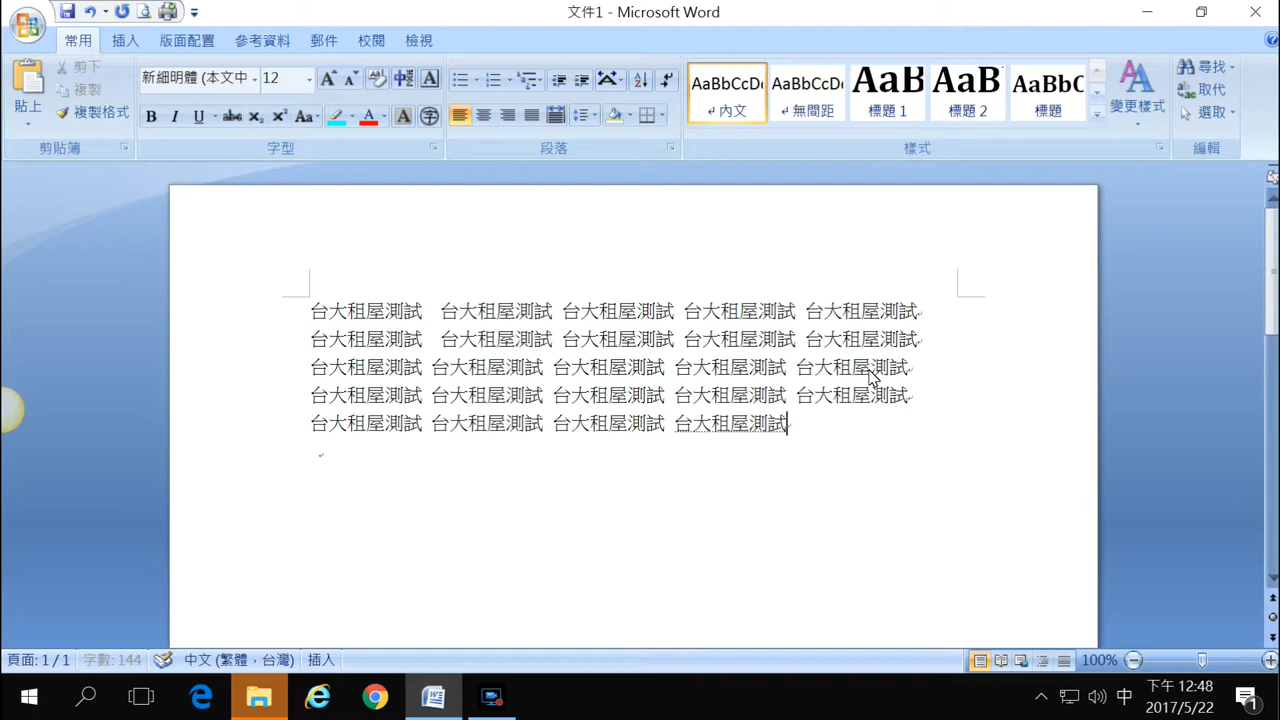 文件1 - Microsoft Word
常用 插入 版面配置 參考資料 郵件 校閱 檢視
貼上 剪下 複製 複製格式 剪貼簿
新細明體 (本文中 12 字型
段落
AaBbCcDc AaBbCcDc AaB AaB AaBbC
內文 無間距 標題 1 標題 2 標題 變更樣式
樣式
尋找 取代 選取 編輯
台大租屋測試 台大租屋測試 台大租屋測試 台大租屋測試 台大租屋測試
台大租屋測試 台大租屋測試 台大租屋測試 台大租屋測試 台大租屋測試
台大租屋測試 台大租屋測試 台大租屋測試 台大租屋測試 台大租屋測試
台大租屋測試 台大租屋測試 台大租屋測試 台大租屋測試 台大租屋測試
台大租屋測試 台大租屋測試 台大租屋測試 台大租屋測試
頁面: 1 / 1 字數: 144 中文 (繁體，台灣) 插入 100%
中 下午 12:48
2017/5/22 1